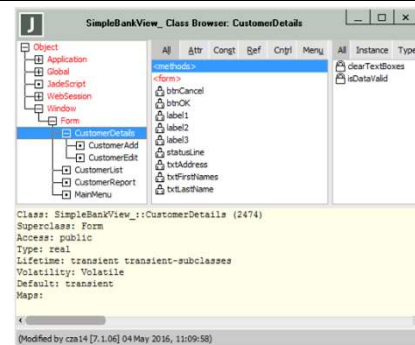 J
SimpleBankView_ Class Browser: CustomerDetails
Object
Application
Global
JadeScript
WebSession
Window
Form
CustomerDetails
CustomerAdd
CustomerEdit
CustomerList
CustomerReport
MainMenu
All Attr Const Ref Cntrl Menu
<methods>
<form>
btnCancel
btnOK
label1
label2
label3
statusLine
txtAddress
txtFirstNames
txtLastName
All Instance Type
clearTextBoxes
isDataValid
Class: SimpleBankView_::CustomerDetails (2474)
Superclass: Form
Access: public
Type: real
Lifetime: transient transient-subclasses
Volatility: Volatile
Default: transient
Maps:
(Modified by cza14 [7.1.06] 04 May 2016, 11:09:58)